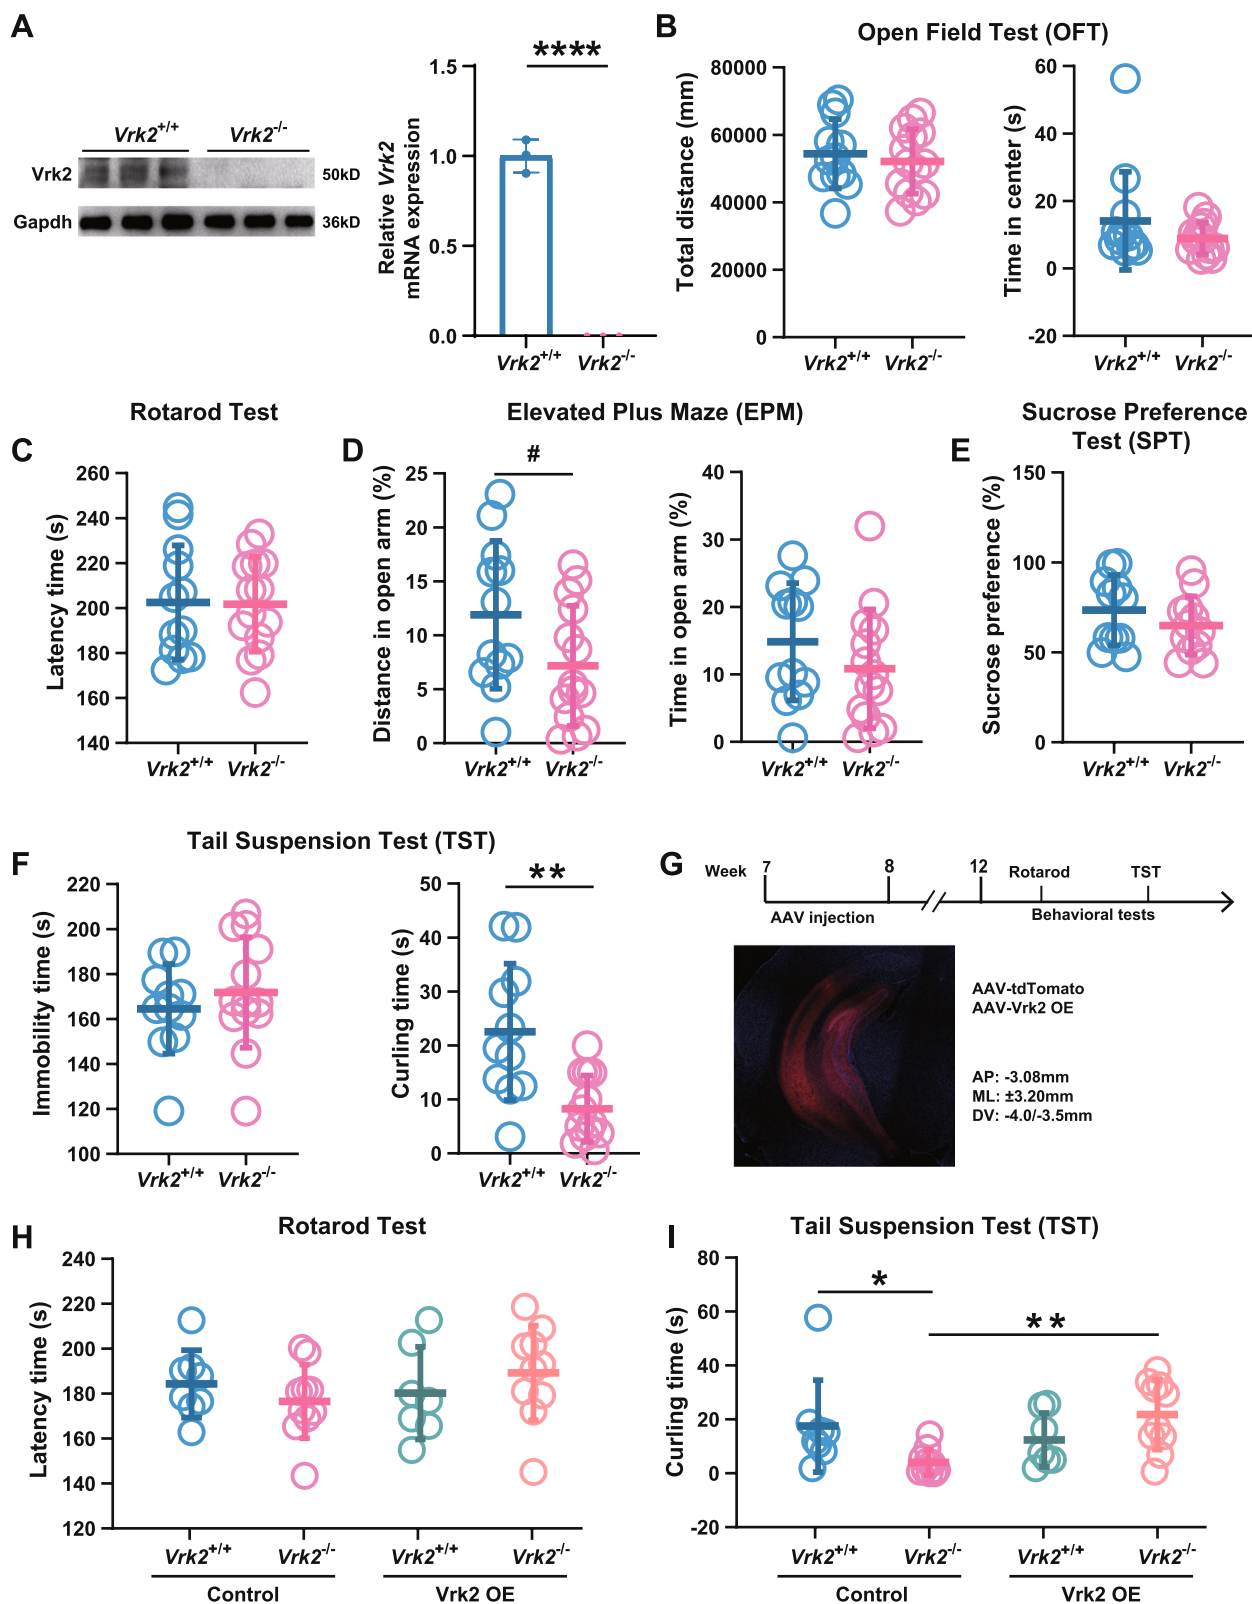 A
Vrk2+/+ Vrk2-/-
Vrk2 50kD
Gapdh 36kD
Relative Vrk2
mRNA expression
1.5
1.0
0.5
0.0
****
Vrk2+/+ Vrk2-/-
B
Open Field Test (OFT)
Total distance (mm)
80000
60000
40000
20000
0
Vrk2+/+ Vrk2-/-
Time in center (s)
60
40
20
0
-20
Vrk2+/+ Vrk2-/-
Rotarod Test
C
Latency time (s)
260
240
220
200
180
160
140
Vrk2+/+ Vrk2-/-
Elevated Plus Maze (EPM)
D
Distance in open arm (%)
25
20
15
10
5
0
#
Vrk2+/+ Vrk2-/-
Time in open arm (%)
40
30
20
10
0
Vrk2+/+ Vrk2-/-
Sucrose Preference
Test (SPT)
E
Sucrose preference (%)
150
100
50
0
Vrk2+/+ Vrk2-/-
Tail Suspension Test (TST)
F
Immobility time (s)
220
200
180
160
140
120
100
Vrk2+/+ Vrk2-/-
Curling time (s)
50
40
30
20
10
0
**
Vrk2+/+ Vrk2-/-
G
Week 7 8 12 Rotarod TST
AAV injection Behavioral tests
AAV-tdTomato
AAV-Vrk2 OE
AP: -3.08mm
ML: ±3.20mm
DV: -4.0/-3.5mm
H
Rotarod Test
Latency time (s)
240
220
200
180
160
140
120
Vrk2+/+ Vrk2-/- Vrk2+/+ Vrk2-/-
Control Vrk2 OE
I
Tail Suspension Test (TST)
Curling time (s)
80
60
40
20
0
-20
*
**
Vrk2+/+ Vrk2-/- Vrk2+/+ Vrk2-/-
Control Vrk2 OE